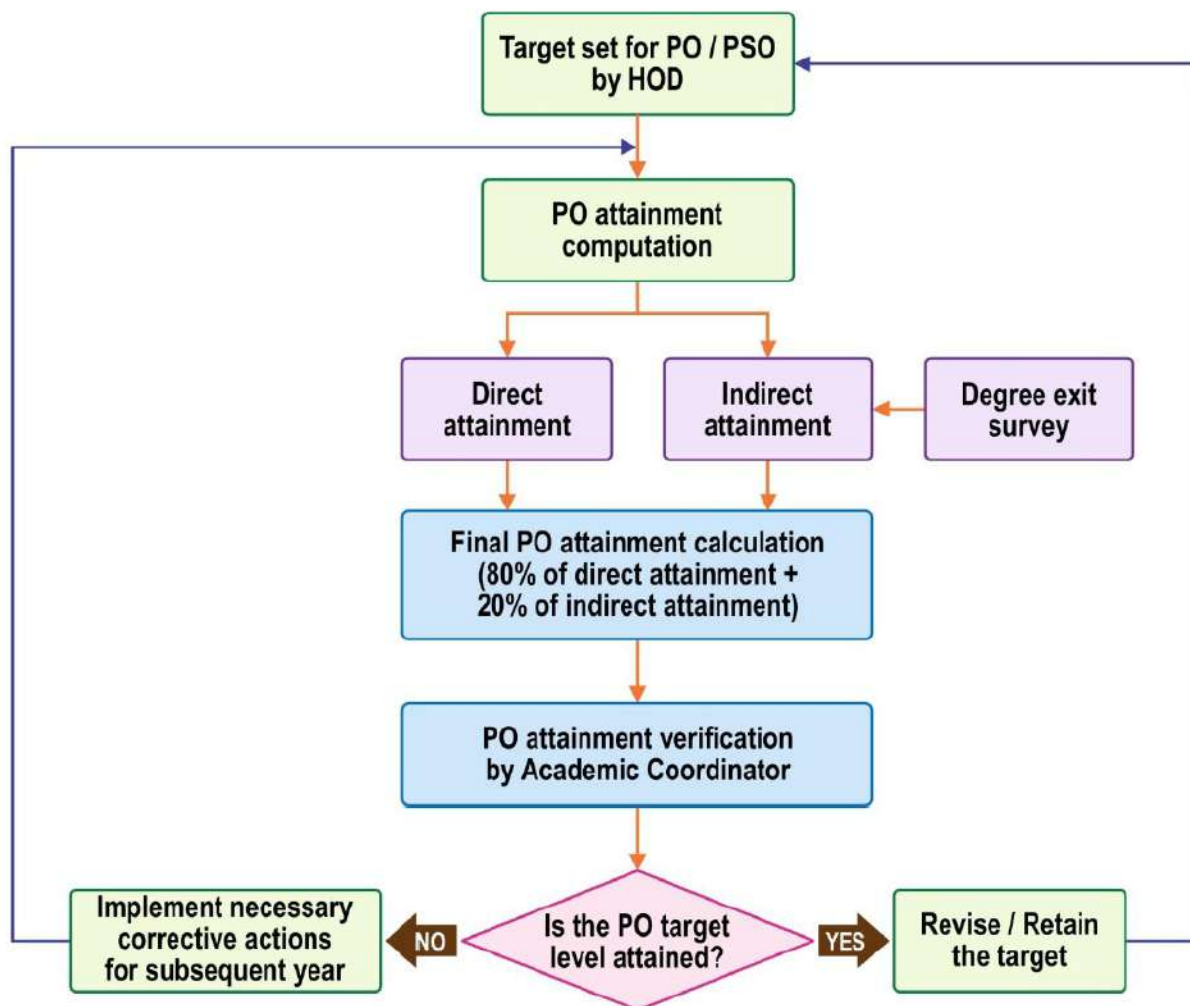 Target set for PO / PSO
by HOD
PO attainment
computation
Direct
attainment
Indirect
attainment
Degree exit
survey
Final PO attainment calculation
(80% of direct attainment +
20% of indirect attainment)
PO attainment verification
by Academic Coordinator
Implement necessary
corrective actions
for subsequent year
NO
Is the PO target
level attained?
YES
Revise / Retain
the target